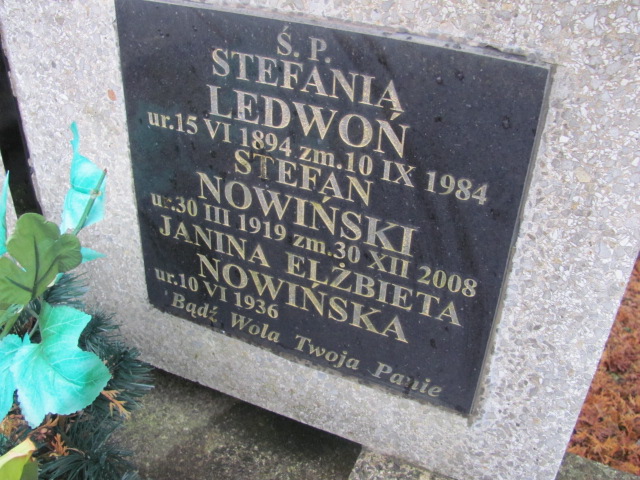 Ś. P.
STEFANIA
LEDWOŃ
ur.15 VI 1894 zm.10 IX 1984
STEFAN
NOWIŃSKI
ur.30 III 1919 zm.30 XII 2008
JANINA ELŻBIETA
NOWIŃSKA
ur.10 VI 1936
Bądź Wola Twoja Panie